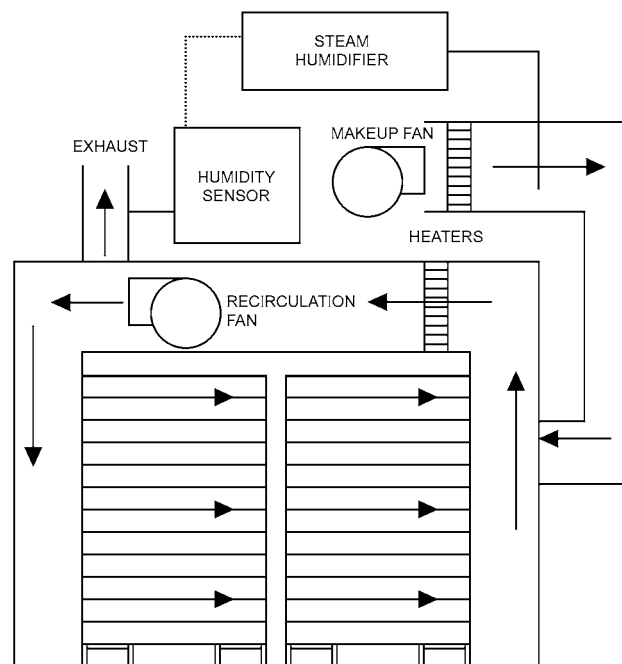 STEAM
HUMIDIFIER
MAKEUP FAN
EXHAUST
HUMIDITY
SENSOR
HEATERS
RECIRCULATION
FAN